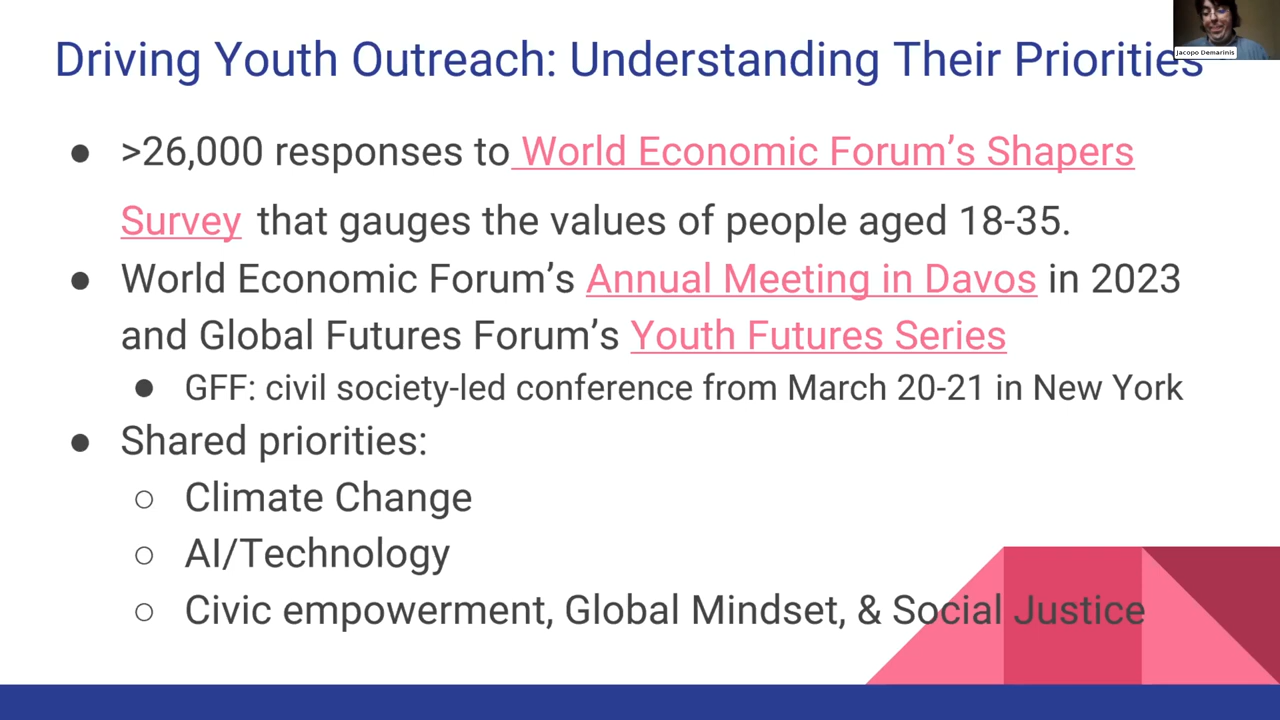 Driving Youth Outreach: Understanding Their Priorities
Jacopo Demarinis
● >26,000 responses to World Economic Forum’s Shapers
Survey that gauges the values of people aged 18-35.
● World Economic Forum’s Annual Meeting in Davos in 2023
and Global Futures Forum’s Youth Futures Series
● GFF: civil society-led conference from March 20-21 in New York
● Shared priorities:
○ Climate Change
○ AI/Technology
○ Civic empowerment, Global Mindset, & Social Justice